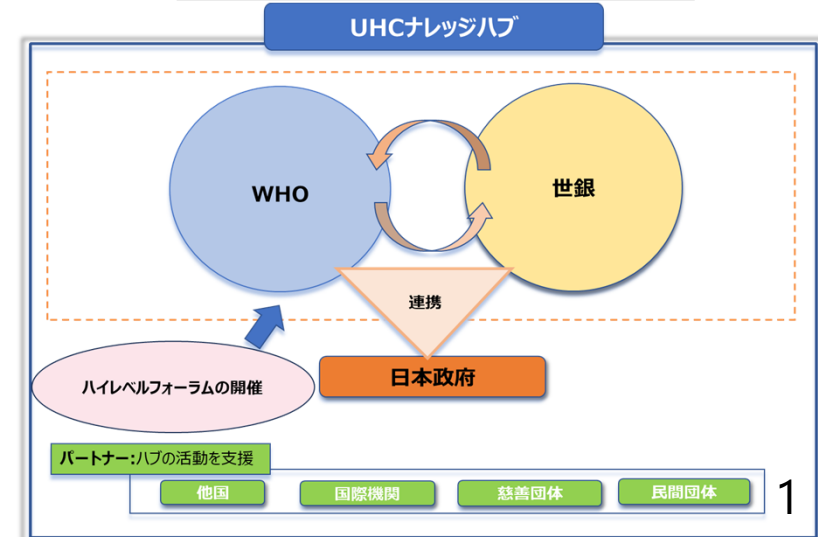 UHCナレッジハブ
WHO
世銀
連携
ハイレベルフォーラムの開催
日本政府
パートナー:ハブの活動を支援
他国
国際機関
慈善団体
民間団体
1